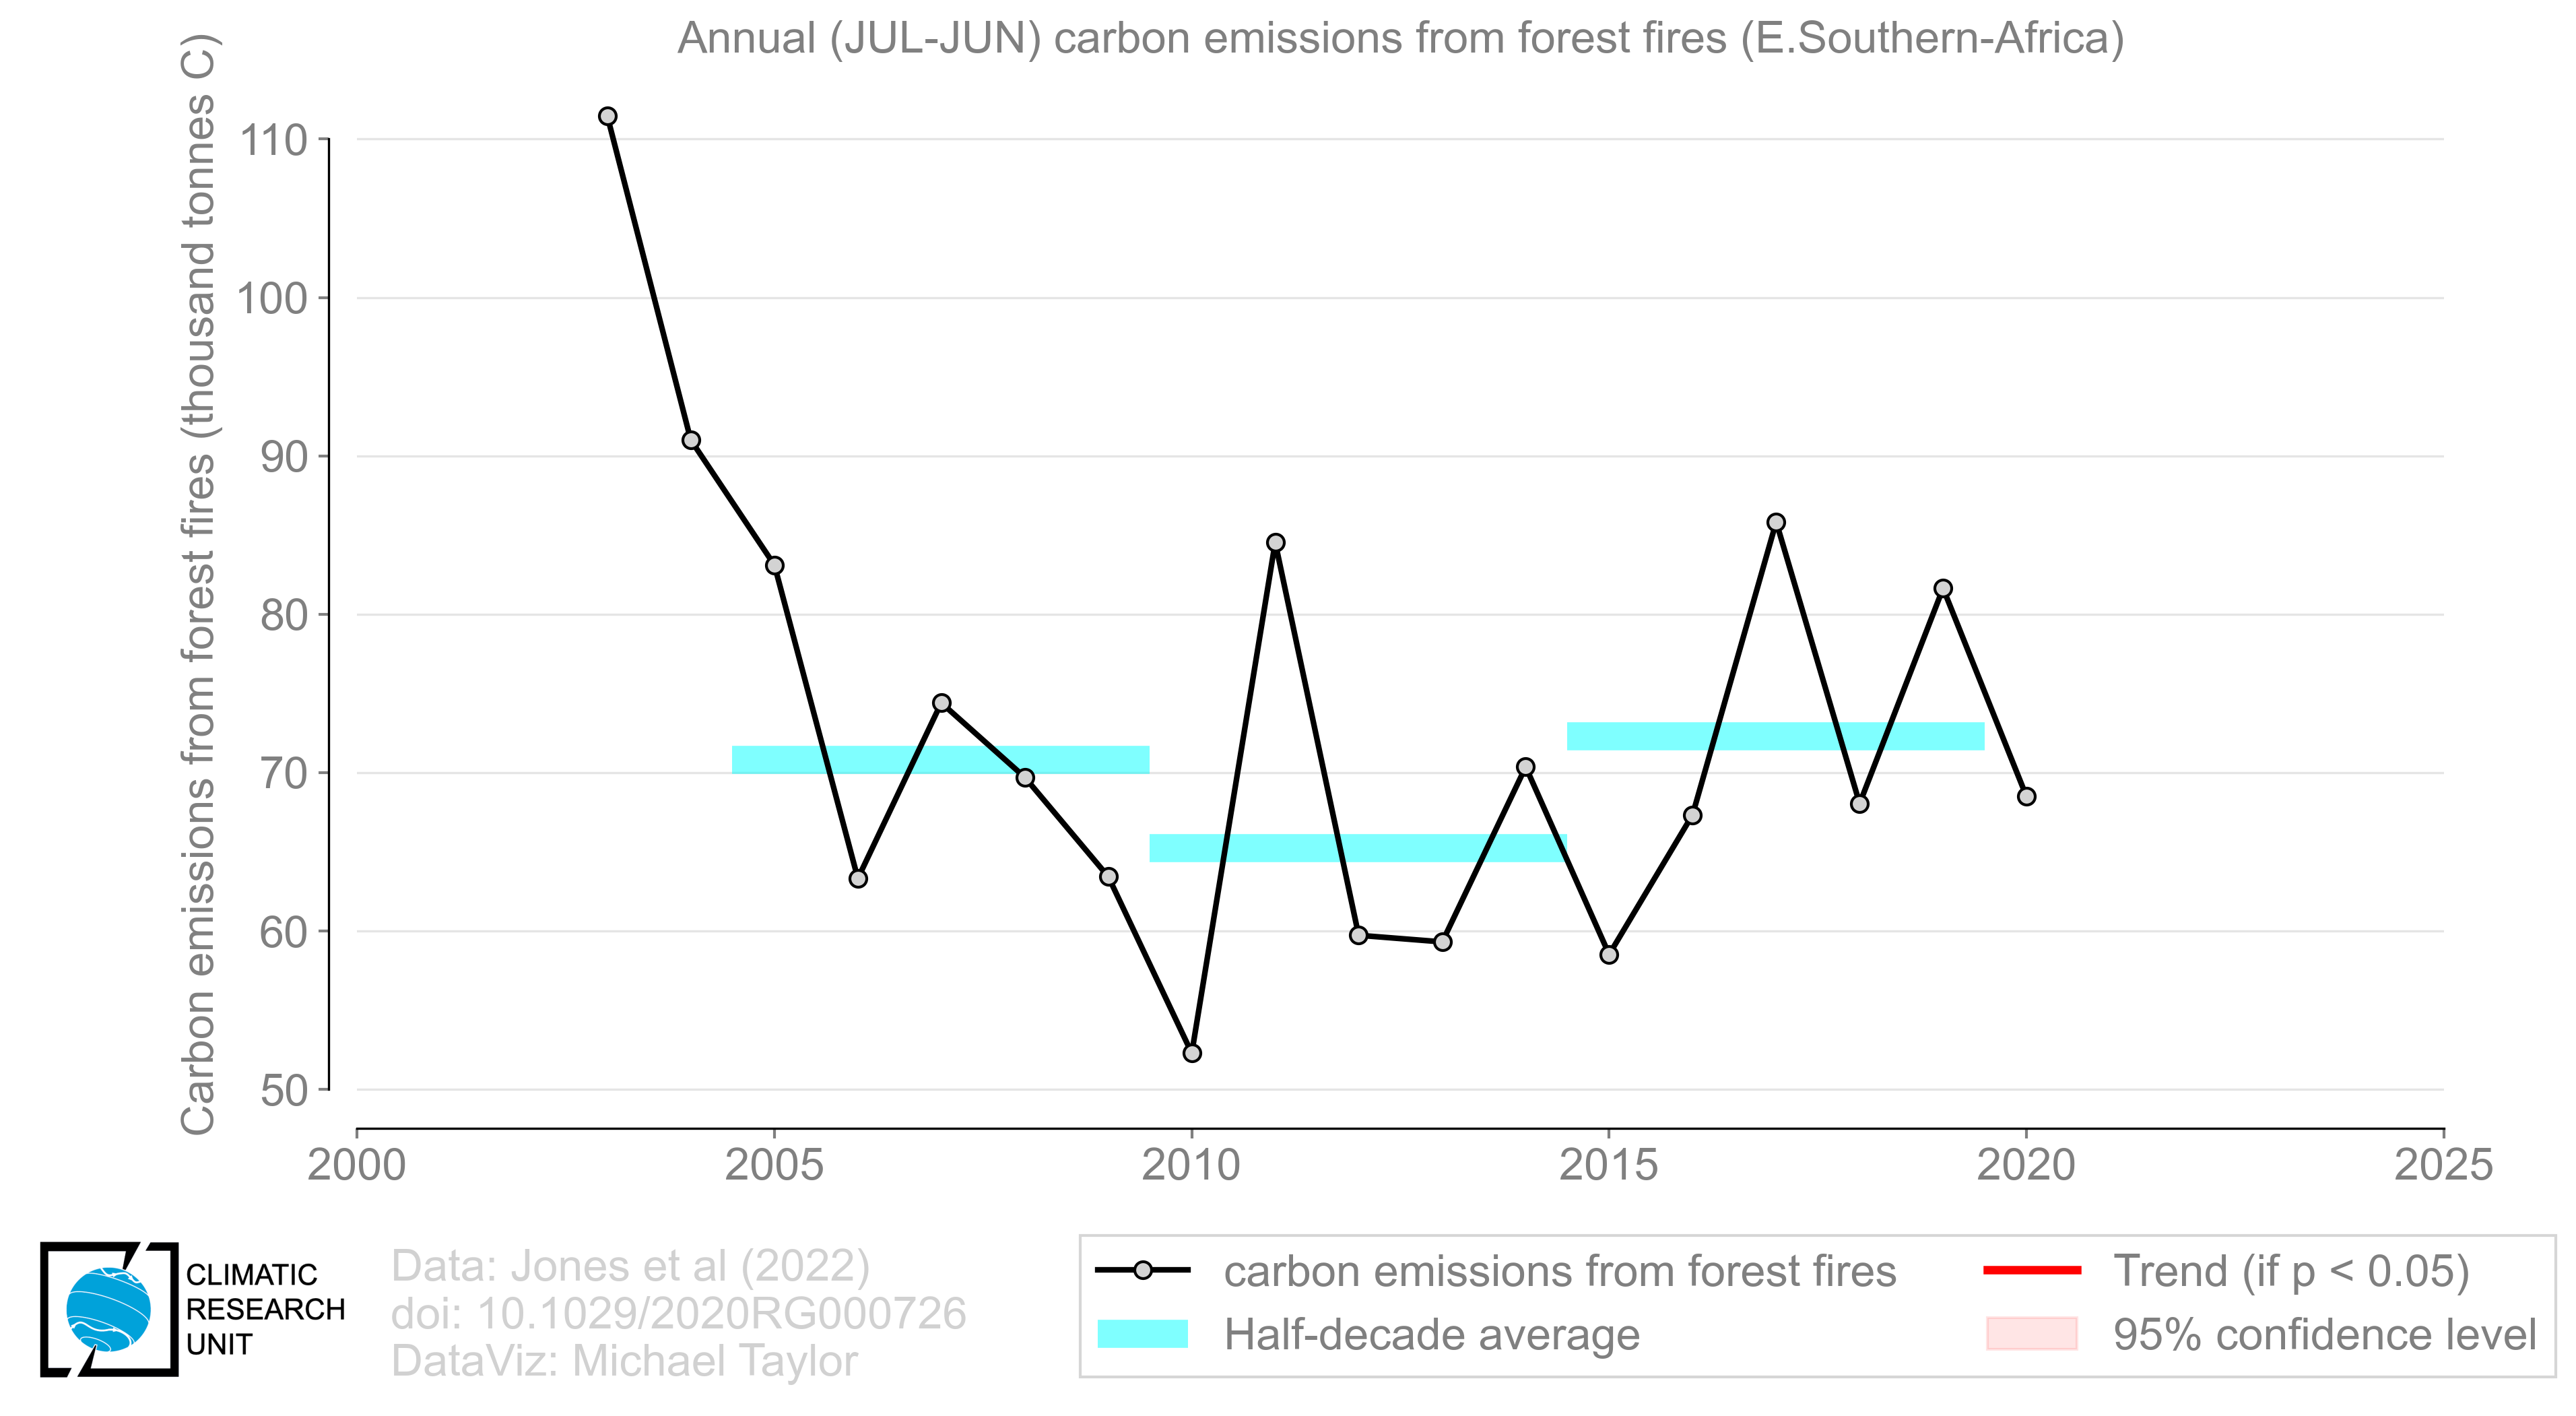 Annual (JUL-JUN) carbon emissions from forest fires (E.Southern-Africa)
Carbon emissions from forest fires (thousand tonnes C)
110
100
90
80
70
60
50
2000 2005 2010 2015 2020 2025
CLIMATIC
RESEARCH
UNIT
Data: Jones et al (2022)
doi: 10.1029/2020RG000726
DataViz: Michael Taylor
carbon emissions from forest fires
Half-decade average
Trend (if p < 0.05)
95% confidence level